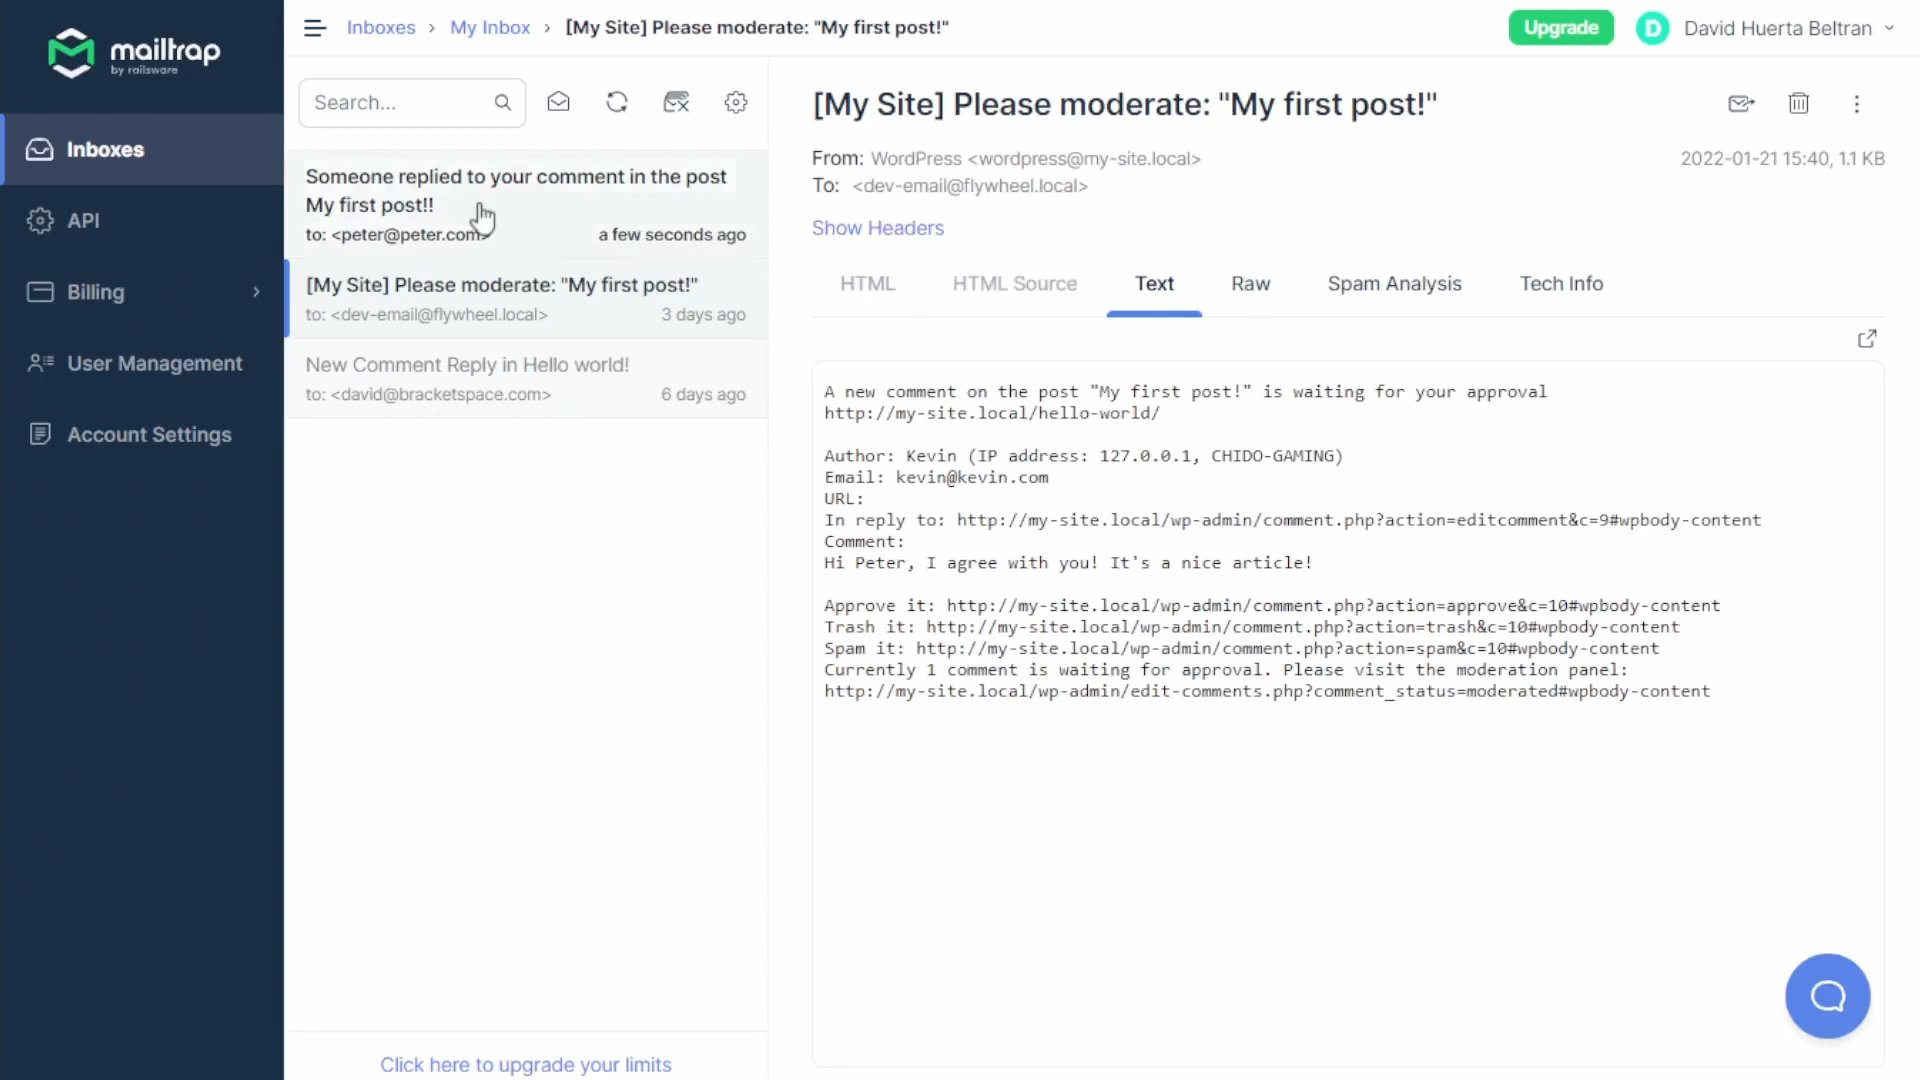 mailtrap
by railsware
Inboxes
API
Billing
User Management
Account Settings
Inboxes › My Inbox › [My Site] Please moderate: "My first post!"
Upgrade
D
David Huerta Beltran
Search...
Someone replied to your comment in the post
My first post!!
to: <peter@peter.com>
a few seconds ago
[My Site] Please moderate: "My first post!"
to: <dev-email@flywheel.local>
3 days ago
New Comment Reply in Hello world!
to: <david@bracketspace.com>
6 days ago
Click here to upgrade your limits
[My Site] Please moderate: "My first post!"
From: WordPress <wordpress@my-site.local>
2022-01-21 15:40, 1.1 KB
To: <dev-email@flywheel.local>
Show Headers
HTML HTML Source Text Raw Spam Analysis Tech Info
A new comment on the post "My first post!" is waiting for your approval
http://my-site.local/hello-world/
Author: Kevin (IP address: 127.0.0.1, CHIDO-GAMING)
Email: kevin@kevin.com
URL:
In reply to: http://my-site.local/wp-admin/comment.php?action=editcomment&c=9#wpbody-content
Comment:
Hi Peter, I agree with you! It's a nice article!
Approve it: http://my-site.local/wp-admin/comment.php?action=approve&c=10#wpbody-content
Trash it: http://my-site.local/wp-admin/comment.php?action=trash&c=10#wpbody-content
Spam it: http://my-site.local/wp-admin/comment.php?action=spam&c=10#wpbody-content
Currently 1 comment is waiting for approval. Please visit the moderation panel:
http://my-site.local/wp-admin/edit-comments.php?comment_status=moderated#wpbody-content